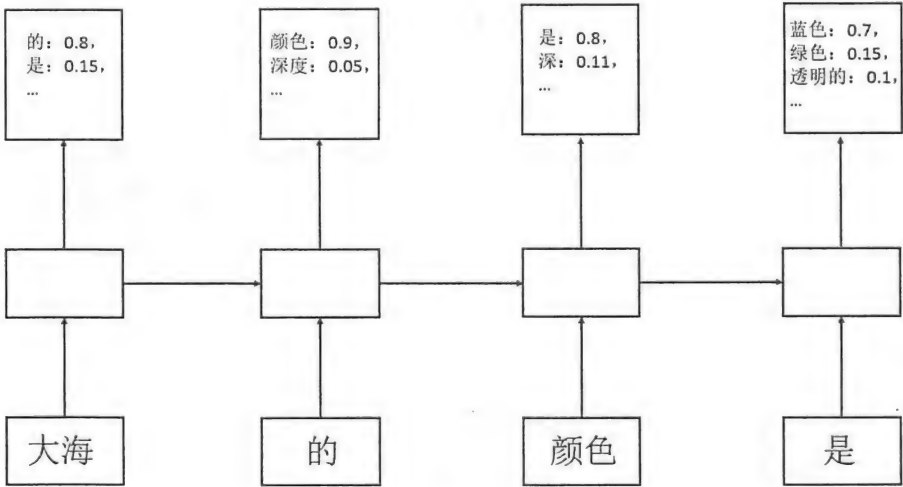 的：0.8，
是：0.15，
...
颜色：0.9，
深度：0.05，
...
是：0.8，
深：0.11，
...
蓝色：0.7，
绿色：0.15，
透明的：0.1，
...
大海
的
颜色
是